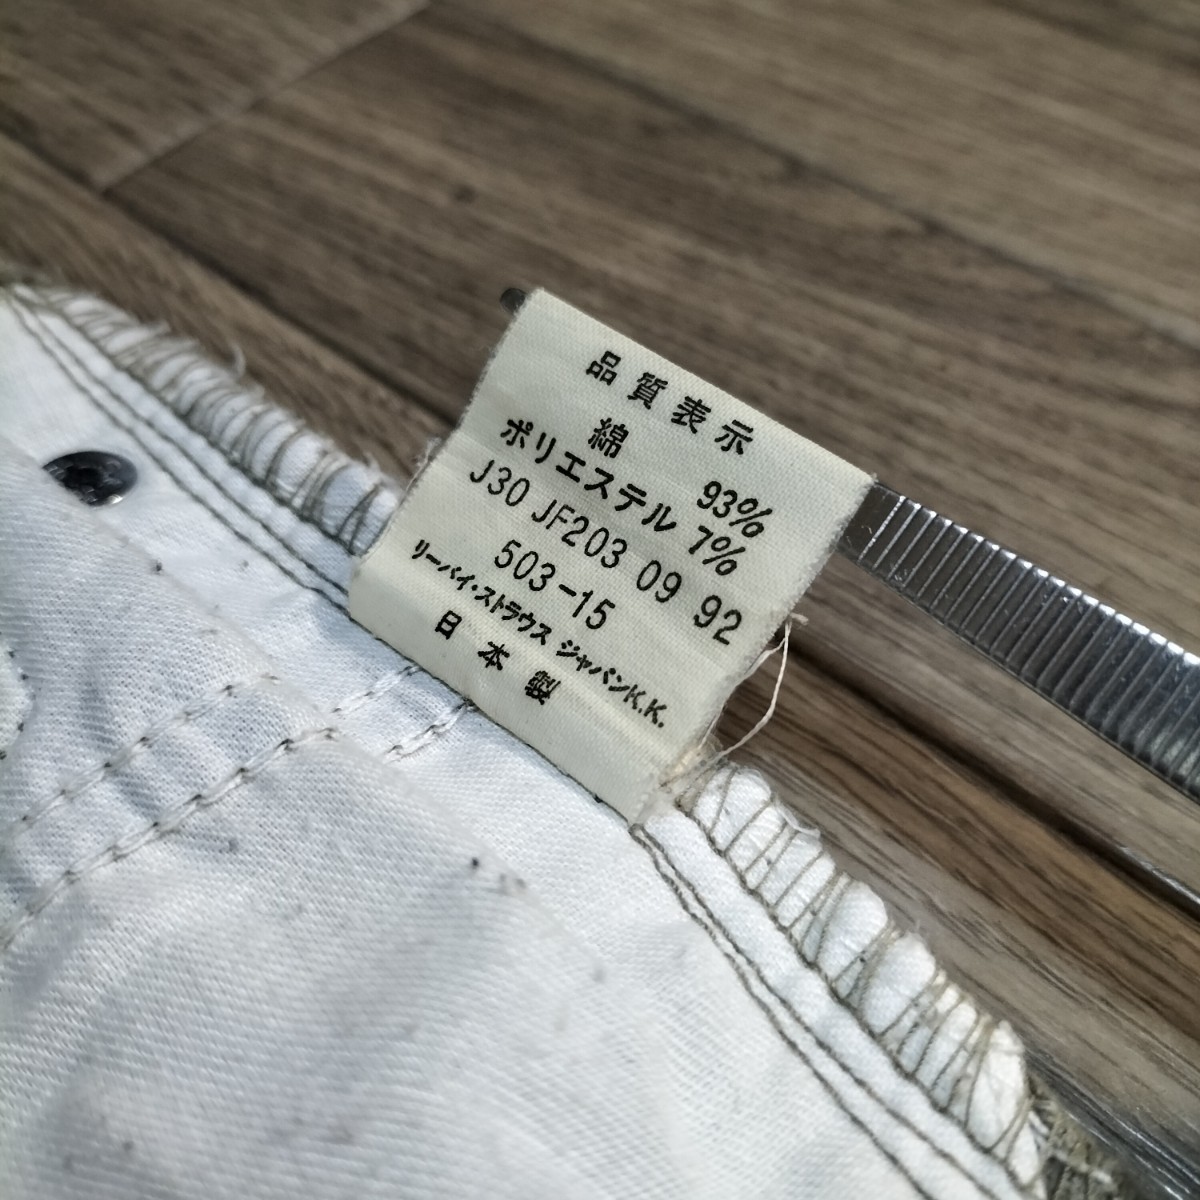 品質表示
綿 93%
ポリエステル 7%
J30 JF203 09 92
503-15
リーバイ・ストラウス ジャパンK.K.
日本製